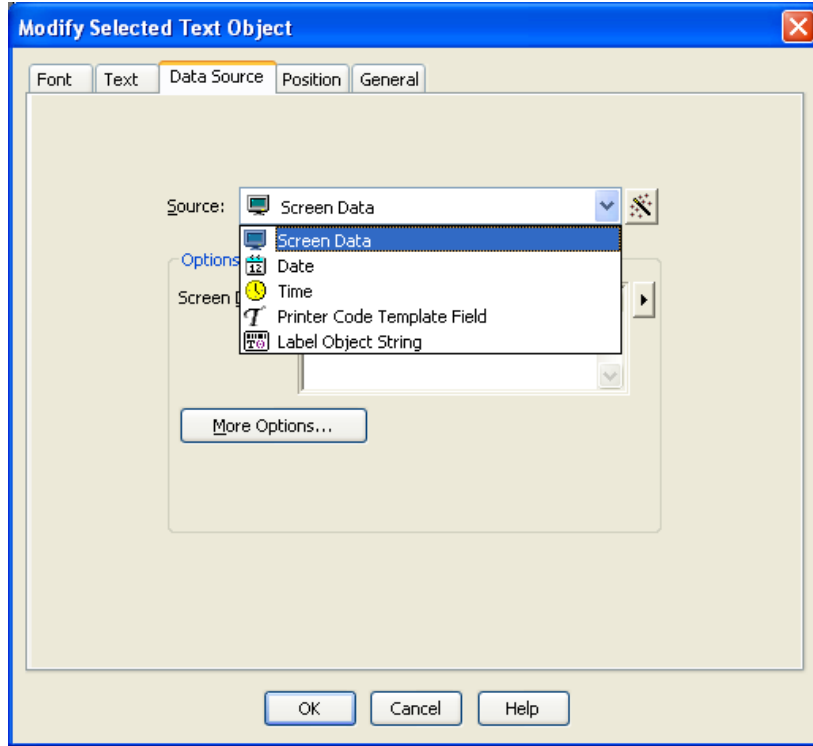 Modify Selected Text Object
Font Text Data Source Position General
Source: Screen Data
Screen Data
Options
12 Date
Screen
Time
Printer Code Template Field
Label Object String
More Options...
OK Cancel Help